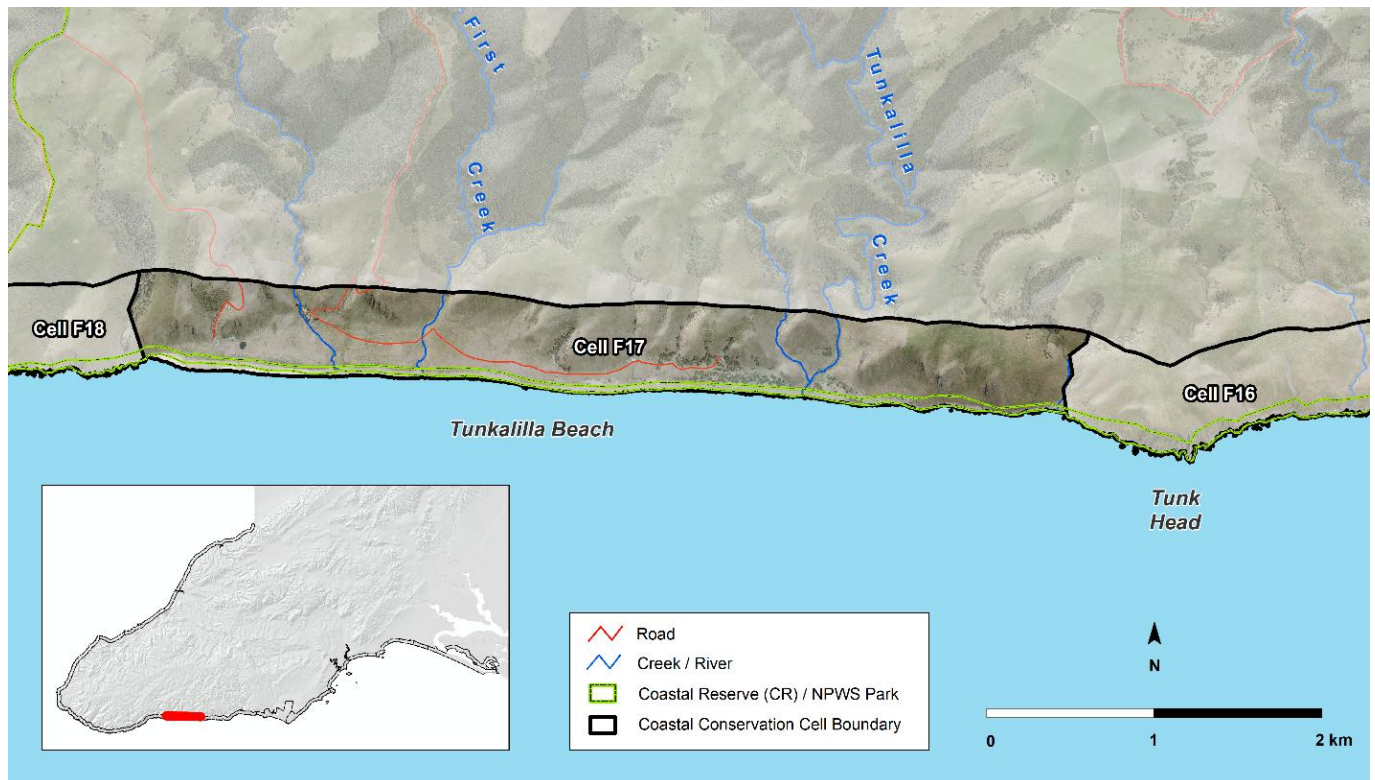 First
Creek
Tunkalilla
Creek
Cell F18
Cell F17
Cell F16
Tunkalilla Beach
Tunk
Head
Road
Creek / River
Coastal Reserve (CR) / NPWS Park
Coastal Conservation Cell Boundary
N
0 1 2 km